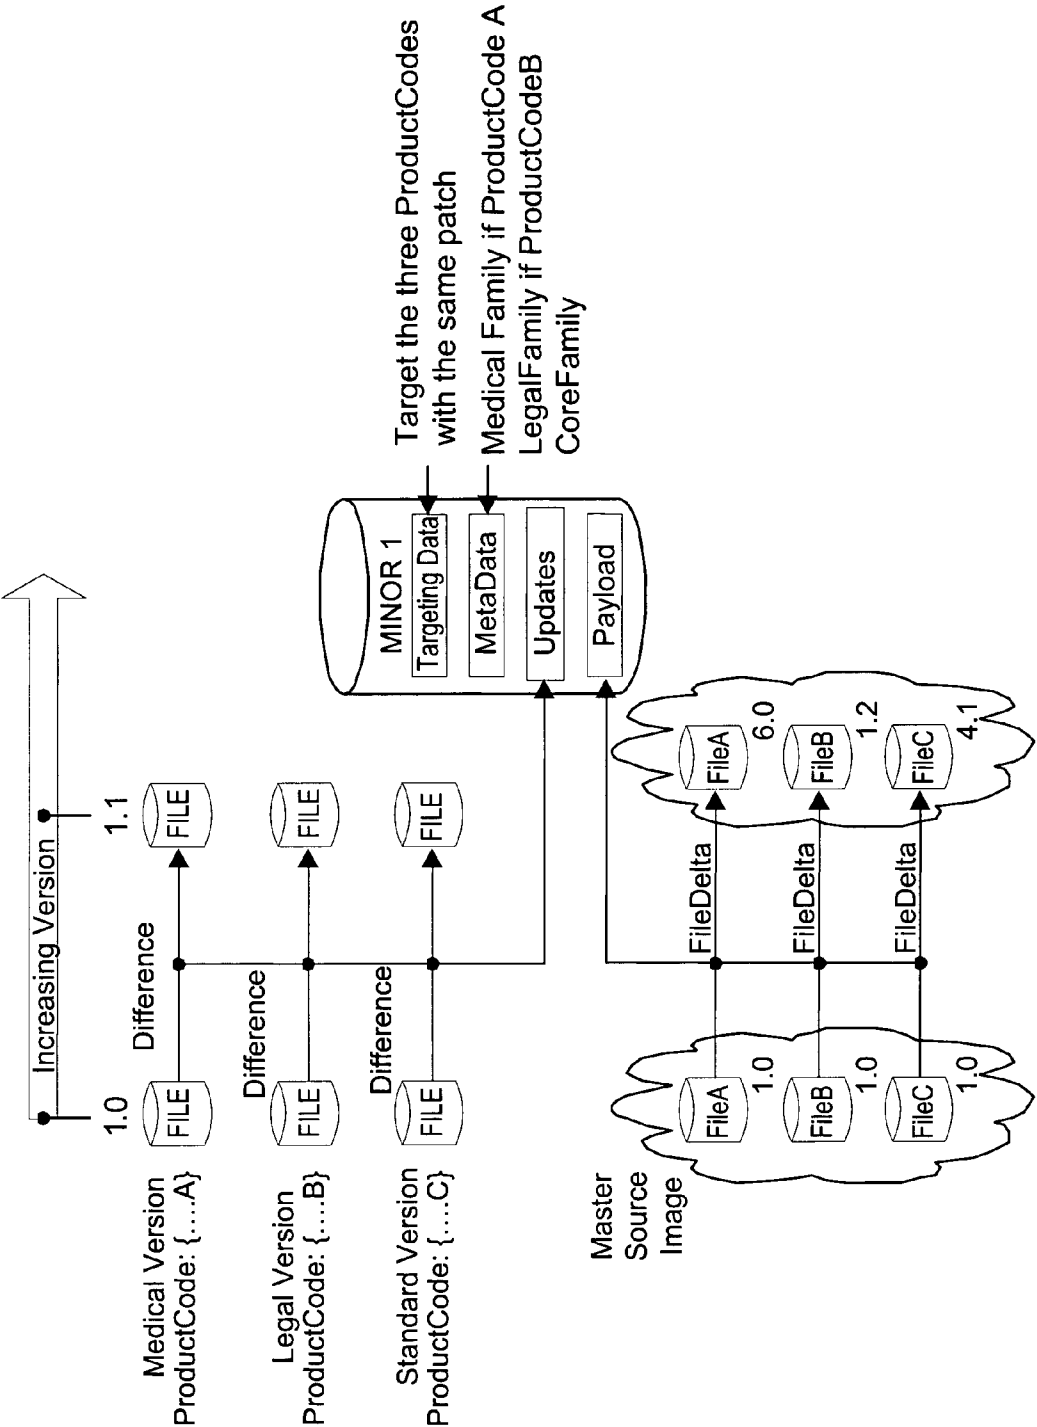 Increasing Version
1.0
1.1
Medical Version
ProductCode: {....A}
FILE
Difference
FILE
Legal Version
ProductCode: {....B}
FILE
Difference
FILE
Standard Version
ProductCode: {....C}
FILE
Difference
FILE
MINOR 1
Targeting Data
MetaData
Updates
Payload
Target the three ProductCodes
with the same patch
Medical Family if ProductCode A
LegalFamily if ProductCodeB
CoreFamily
Master
Source
Image
FileA
1.0
FileDelta
FileA
6.0
FileB
1.0
FileDelta
FileB
1.2
FileC
1.0
FileDelta
FileC
4.1